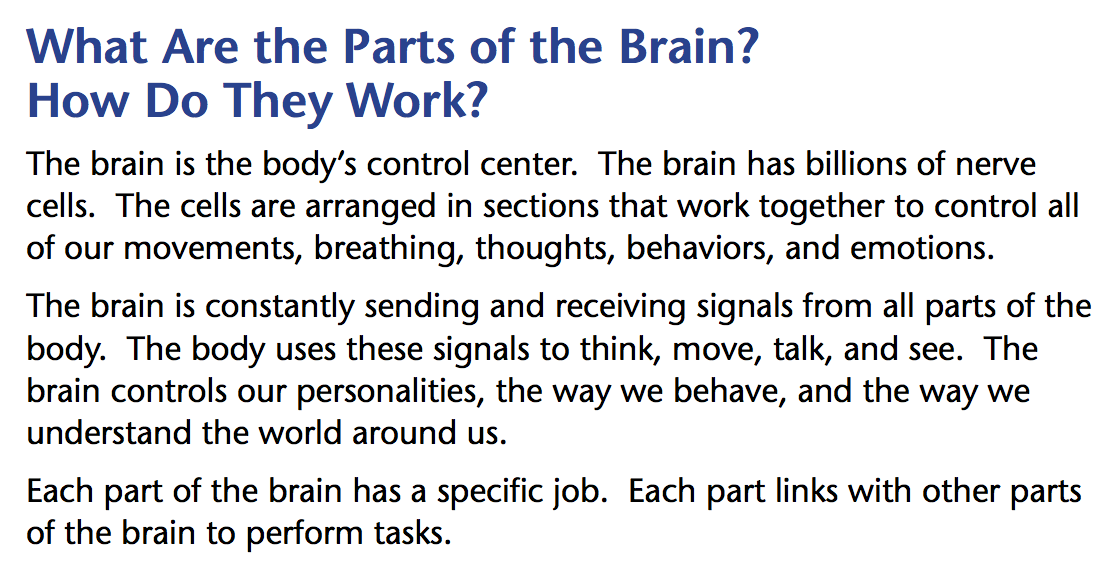 What Are the Parts of the Brain?
How Do They Work?
The brain is the body’s control center.  The brain has billions of nerve
cells.  The cells are arranged in sections that work together to control all
of our movements, breathing, thoughts, behaviors, and emotions.
The brain is constantly sending and receiving signals from all parts of the
body.  The body uses these signals to think, move, talk, and see.  The
brain controls our personalities, the way we behave, and the way we
understand the world around us.
Each part of the brain has a specific job.  Each part links with other parts
of the brain to perform tasks.